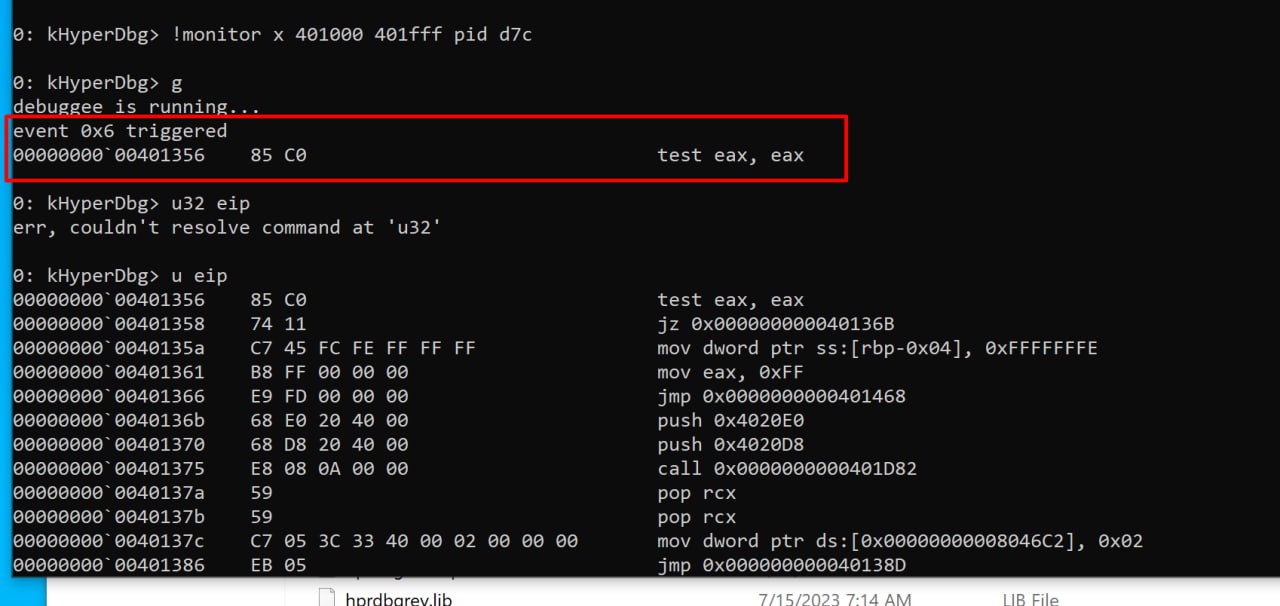 0: kHyperDbg> !monitor x 401000 401fff pid d7c
0: kHyperDbg> g
debuggee is running...
event 0x6 triggered
00000000`00401356    85 C0    test eax, eax
0: kHyperDbg> u32 eip
err, couldn't resolve command at 'u32'
0: kHyperDbg> u eip
00000000`00401356    85 C0    test eax, eax
00000000`00401358    74 11    jz 0x000000000040136B
00000000`0040135a    C7 45 FC FE FF FF FF    mov dword ptr ss:[rbp-0x04], 0xFFFFFFFE
00000000`00401361    B8 FF 00 00 00    mov eax, 0xFF
00000000`00401366    E9 FD 00 00 00    jmp 0x0000000000401468
00000000`0040136b    68 E0 20 40 00    push 0x4020E0
00000000`00401370    68 D8 20 40 00    push 0x4020D8
00000000`00401375    E8 08 0A 00 00    call 0x0000000000401D82
00000000`0040137a    59    pop rcx
00000000`0040137b    59    pop rcx
00000000`0040137c    C7 05 3C 33 40 00 02 00 00 00    mov dword ptr ds:[0x00000000008046C2], 0x02
00000000`00401386    EB 05    jmp 0x000000000040138D
hprdbgrev.lib    7/15/2023 7:14 AM    LIB File